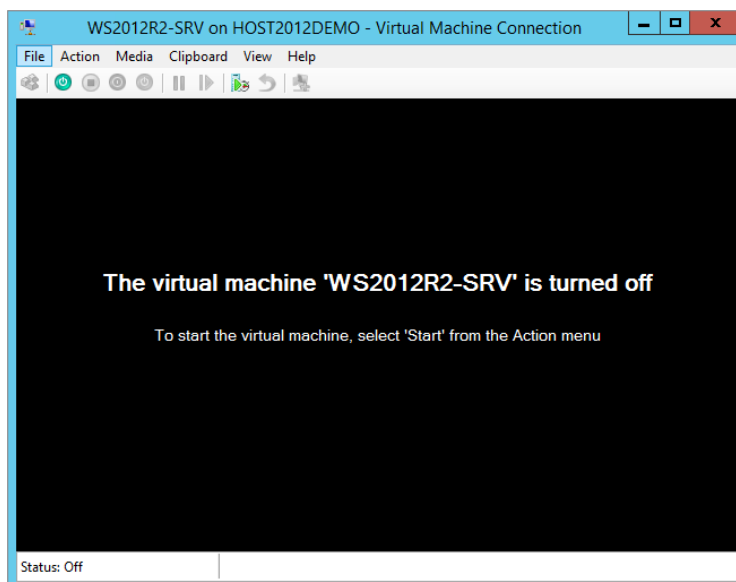 WS2012R2-SRV on HOST2012DEMO - Virtual Machine Connection
File Action Media Clipboard View Help
The virtual machine 'WS2012R2-SRV' is turned off
To start the virtual machine, select 'Start' from the Action menu
Status: Off